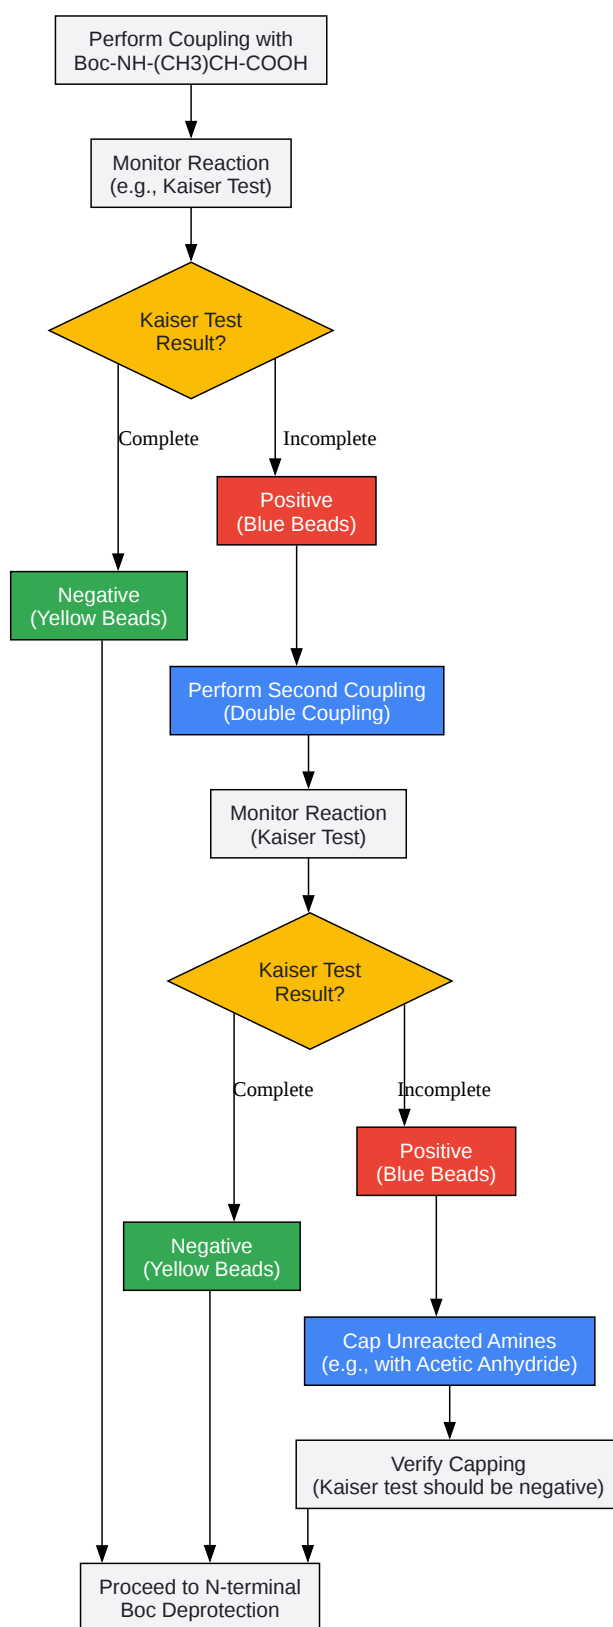 Perform Coupling with
Boc-NH-(CH3)CH-COOH
Monitor Reaction
(e.g., Kaiser Test)
Kaiser Test
Result?
Complete
Incomplete
Positive
(Blue Beads)
Negative
(Yellow Beads)
Perform Second Coupling
(Double Coupling)
Monitor Reaction
(Kaiser Test)
Kaiser Test
Result?
Complete
Incomplete
Positive
(Blue Beads)
Negative
(Yellow Beads)
Cap Unreacted Amines
(e.g., with Acetic Anhydride)
Verify Capping
(Kaiser test should be negative)
Proceed to N-terminal
Boc Deprotection